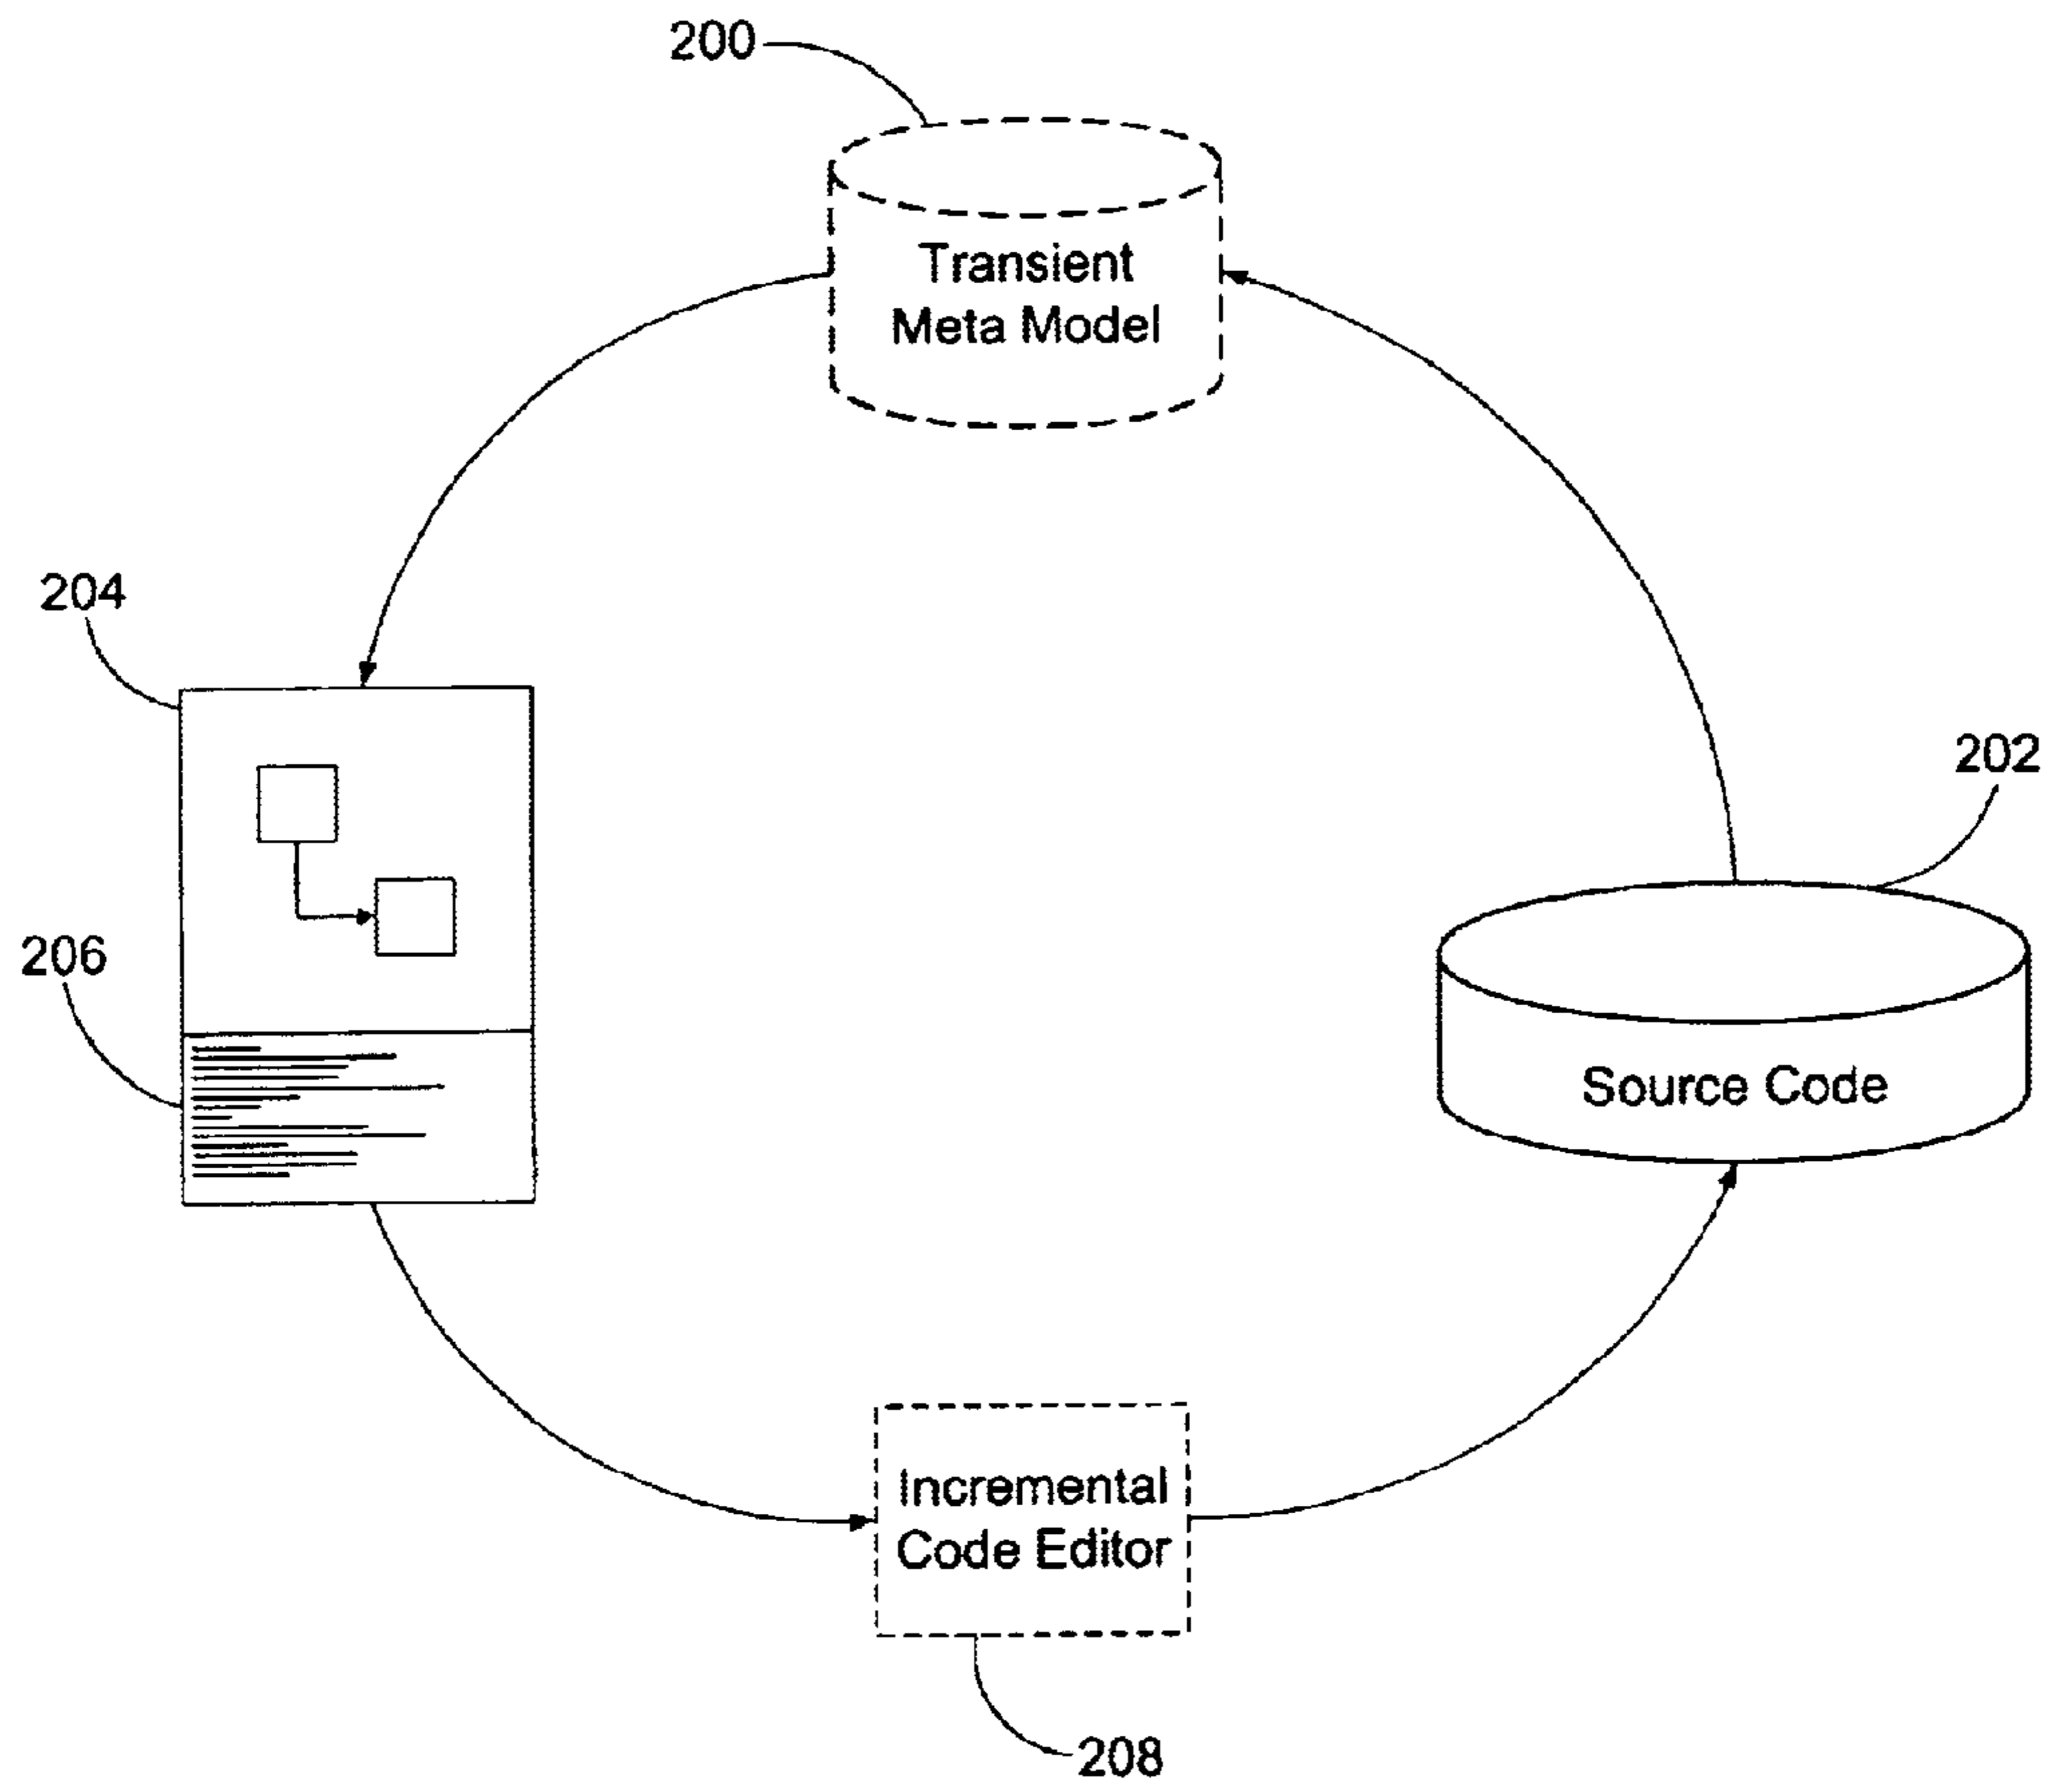 200
Transient
Meta Model
204
202
206
Source Code
Incremental
Code Editor
208